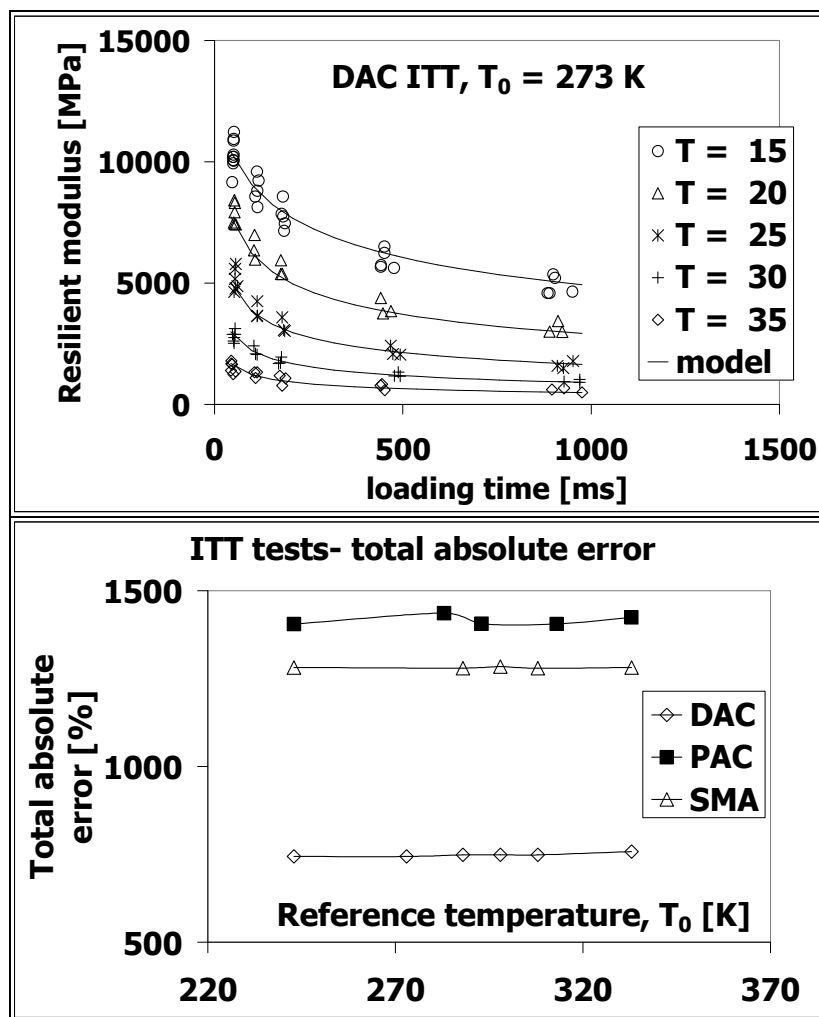 15000
DAC ITT, T₀ = 273 K
Resilient modulus [MPa]
10000
5000
0
T = 15
T = 20
T = 25
T = 30
T = 35
model
0 500 1000 1500
loading time [ms]
ITT tests- total absolute error
1500
Total absolute
error [%]
1000
500
DAC
PAC
SMA
Reference temperature, T₀ [K]
220 270 320 370